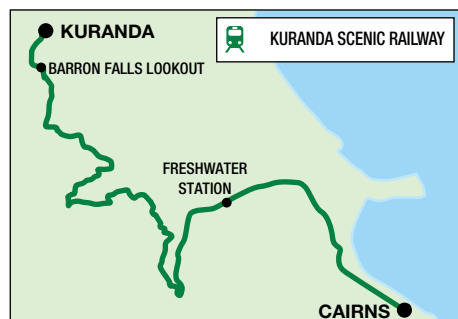 KURANDA
KURANDA SCENIC RAILWAY
BARRON FALLS LOOKOUT
FRESHWATER
STATION
CAIRNS